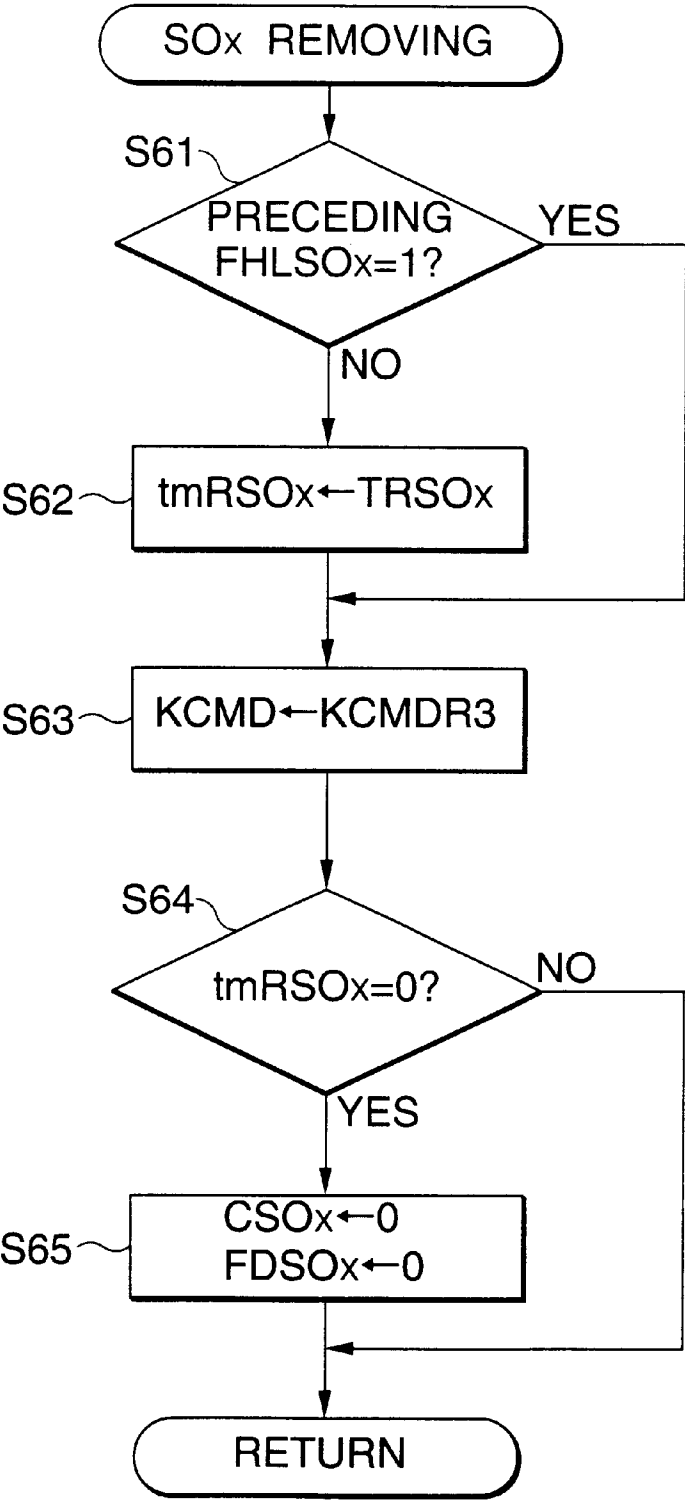 SOx REMOVING
S61
PRECEDING
FHLSOx=1?
YES
NO
S62
tmRSOx←TRSOx
S63
KCMD←KCMDR3
S64
tmRSOx=0?
NO
YES
S65
CSOx←0
FDSOx←0
RETURN